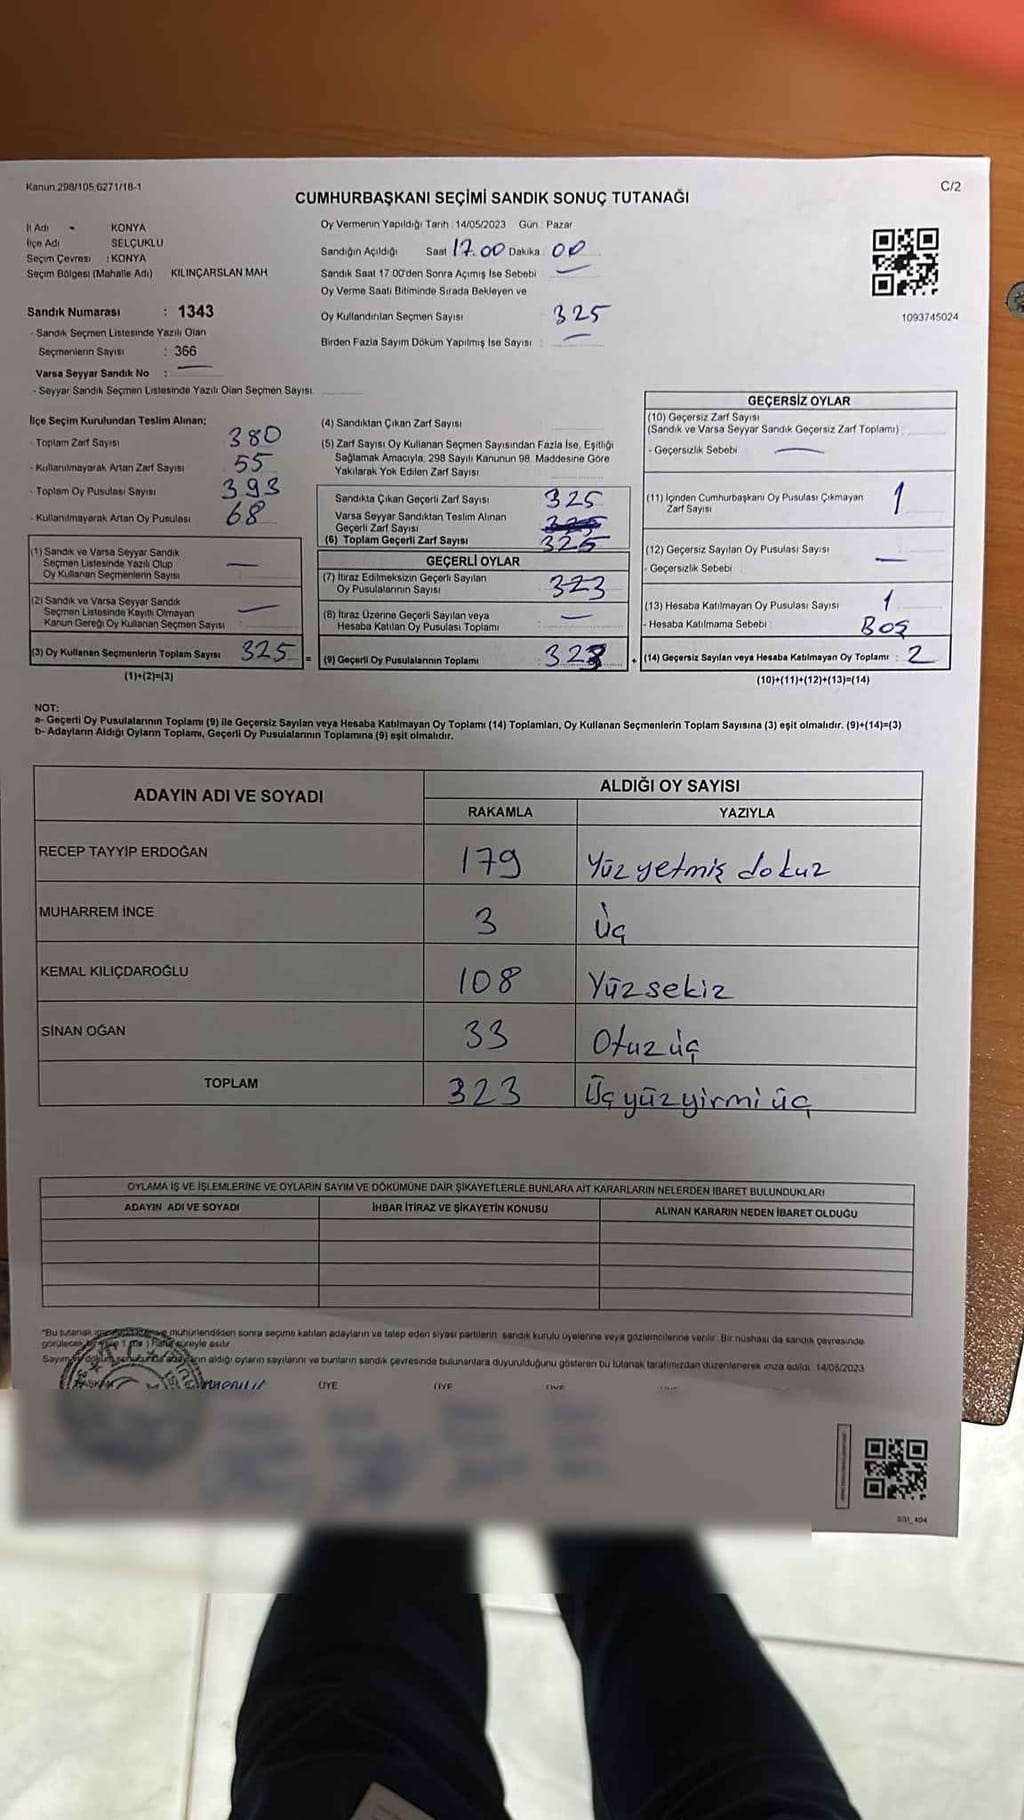 Kanun 298/105,6271/18-1
C/2
CUMHURBAŞKANI SEÇİMİ SANDIK SONUÇ TUTANAĞI
İl Adı - KONYA
İlçe Adı SELÇUKLU
Seçim Çevresi : KONYA
Seçim Bölgesi (Mahalle Adı) KILINÇARSLAN MAH
Sandık Numarası : 1343
- Sandık Seçmen Listesinde Yazılı Olan
Seçmenlerin Sayısı : 366
Varsa Seyyar Sandık No :
- Seyyar Sandık Seçmen Listesinde Yazılı Olan Seçmen Sayısı
Oy Vermenin Yapıldığı Tarih : 14/05/2023 Gün : Pazar
Sandığın Açıldığı Saat 17.00 Dakika : 00
Sandık Saat 17 00'den Sonra Açımış İse Sebebi
Oy Verme Saati Bitiminde Sırada Bekleyen ve
Oy Kullandırılan Seçmen Sayısı 325
Birden Fazla Sayım Döküm Yapılmış İse Sayısı :
1093745024
İlçe Seçim Kurulundan Teslim Alınan;
- Toplam Zarf Sayısı 380
- Kullanılmayarak Artan Zarf Sayısı 55
- Toplam Oy Pusulası Sayısı 393
- Kullanılmayarak Artan Oy Pusulası 68
(1) Sandık ve Varsa Seyyar Sandık
Seçmen Listesinde Yazılı Olup
Oy Kullanan Seçmenlerin Sayısı
(2) Sandık ve Varsa Seyyar Sandık
Seçmen Listesinde Kayıtlı Olmayan
Kanun Gereği Oy Kullanan Seçmen Sayısı
(3) Oy Kullanan Seçmenlerin Toplam Sayısı 325 =
(1)+(2)=(3)
(4) Sandıktan Çıkan Zarf Sayısı
(5) Zarf Sayısı Oy Kullanan Seçmen Sayısından Fazla İse, Eşitliği
Sağlamak Amacıyla, 298 Sayılı Kanunun 98. Maddesine Göre
Yakılarak Yok Edilen Zarf Sayısı
Sandıkta Çıkan Geçerli Zarf Sayısı 325
Varsa Seyyar Sandıktan Teslim Alınan
Geçerli Zarf Sayısı
(6) Toplam Geçerli Zarf Sayısı 325
GEÇERLİ OYLAR
(7) İtiraz Edilmeksizin Geçerli Sayılan
Oy Pusulasının Sayısı 323
(8) İtiraz Üzerine Geçerli Sayılan veya
Hesaba Katılan Oy Pusulası Toplamı
(9) Geçerli Oy Pusulalarının Toplamı : 323 +
GEÇERSİZ OYLAR
(10) Geçersiz Zarf Sayısı
(Sandık ve Varsa Seyyar Sandık Geçersiz Zarf Toplamı)
- Geçersizlik Sebebi
(11) İçinden Cumhurbaşkanı Oy Pusulası Çıkmayan
Zarf Sayısı 1
(12) Geçersiz Sayılan Oy Pusulası Sayısı
- Geçersizlik Sebebi
(13) Hesaba Katılmayan Oy Pusulası Sayısı 1
- Hesaba Katılmama Sebebi : BOŞ
(14) Geçersiz Sayılan veya Hesaba Katılmayan Oy Toplamı : 2
(10)+(11)+(12)+(13)=(14)
NOT:
a- Geçerli Oy Pusulalarının Toplamı (9) ile Geçersiz Sayılan veya Hesaba Katılmayan Oy Toplamı (14) Toplamları, Oy Kullanan Seçmenlerin Toplam Sayısına (3) eşit olmalıdır. (9)+(14)=(3)
b- Adayların Aldığı Oyların Toplamı, Geçerli Oy Pusulalarının Toplamına (9) eşit olmalıdır.
ADAYIN ADI VE SOYADI ALDIĞI OY SAYISI
RAKAMLA YAZIYLA
RECEP TAYYİP ERDOĞAN 179 Yüz yetmiş dokuz
MUHARREM İNCE 3 Üç
KEMAL KILIÇDAROĞLU 108 Yüz sekiz
SİNAN OĞAN 33 Otuz üç
TOPLAM 323 Üç yüz yirmi üç
OYLAMA İŞ VE İŞLEMLERİNE VE OYLARIN SAYIM VE DÖKÜMÜNE DAİR ŞİKAYETLERLE BUNLARA AİT KARARLARIN NELERDEN İBARET BULUNDUKLARI
ADAYIN ADI VE SOYADI İHBAR İTİRAZ VE ŞİKAYETİN KONUSU ALINAN KARARIN NEDEN İBARET OLDUĞU
*Bu tutanak mühürlendikten sonra seçime katılan adayların ve talep eden siyasi partilerin sandık kurulu üyelerine veya gözlemcilerine verilir. Bir nüshası da sandık çevresinde
asılır
aldığı oyların sayılarını ve bunların sandık çevresinde bulunanlara duyurulduğunu gösteren bu tutanak tarafımızdan düzenlenerek imza edildi. 14/05/2023
ÜYE ÜYE